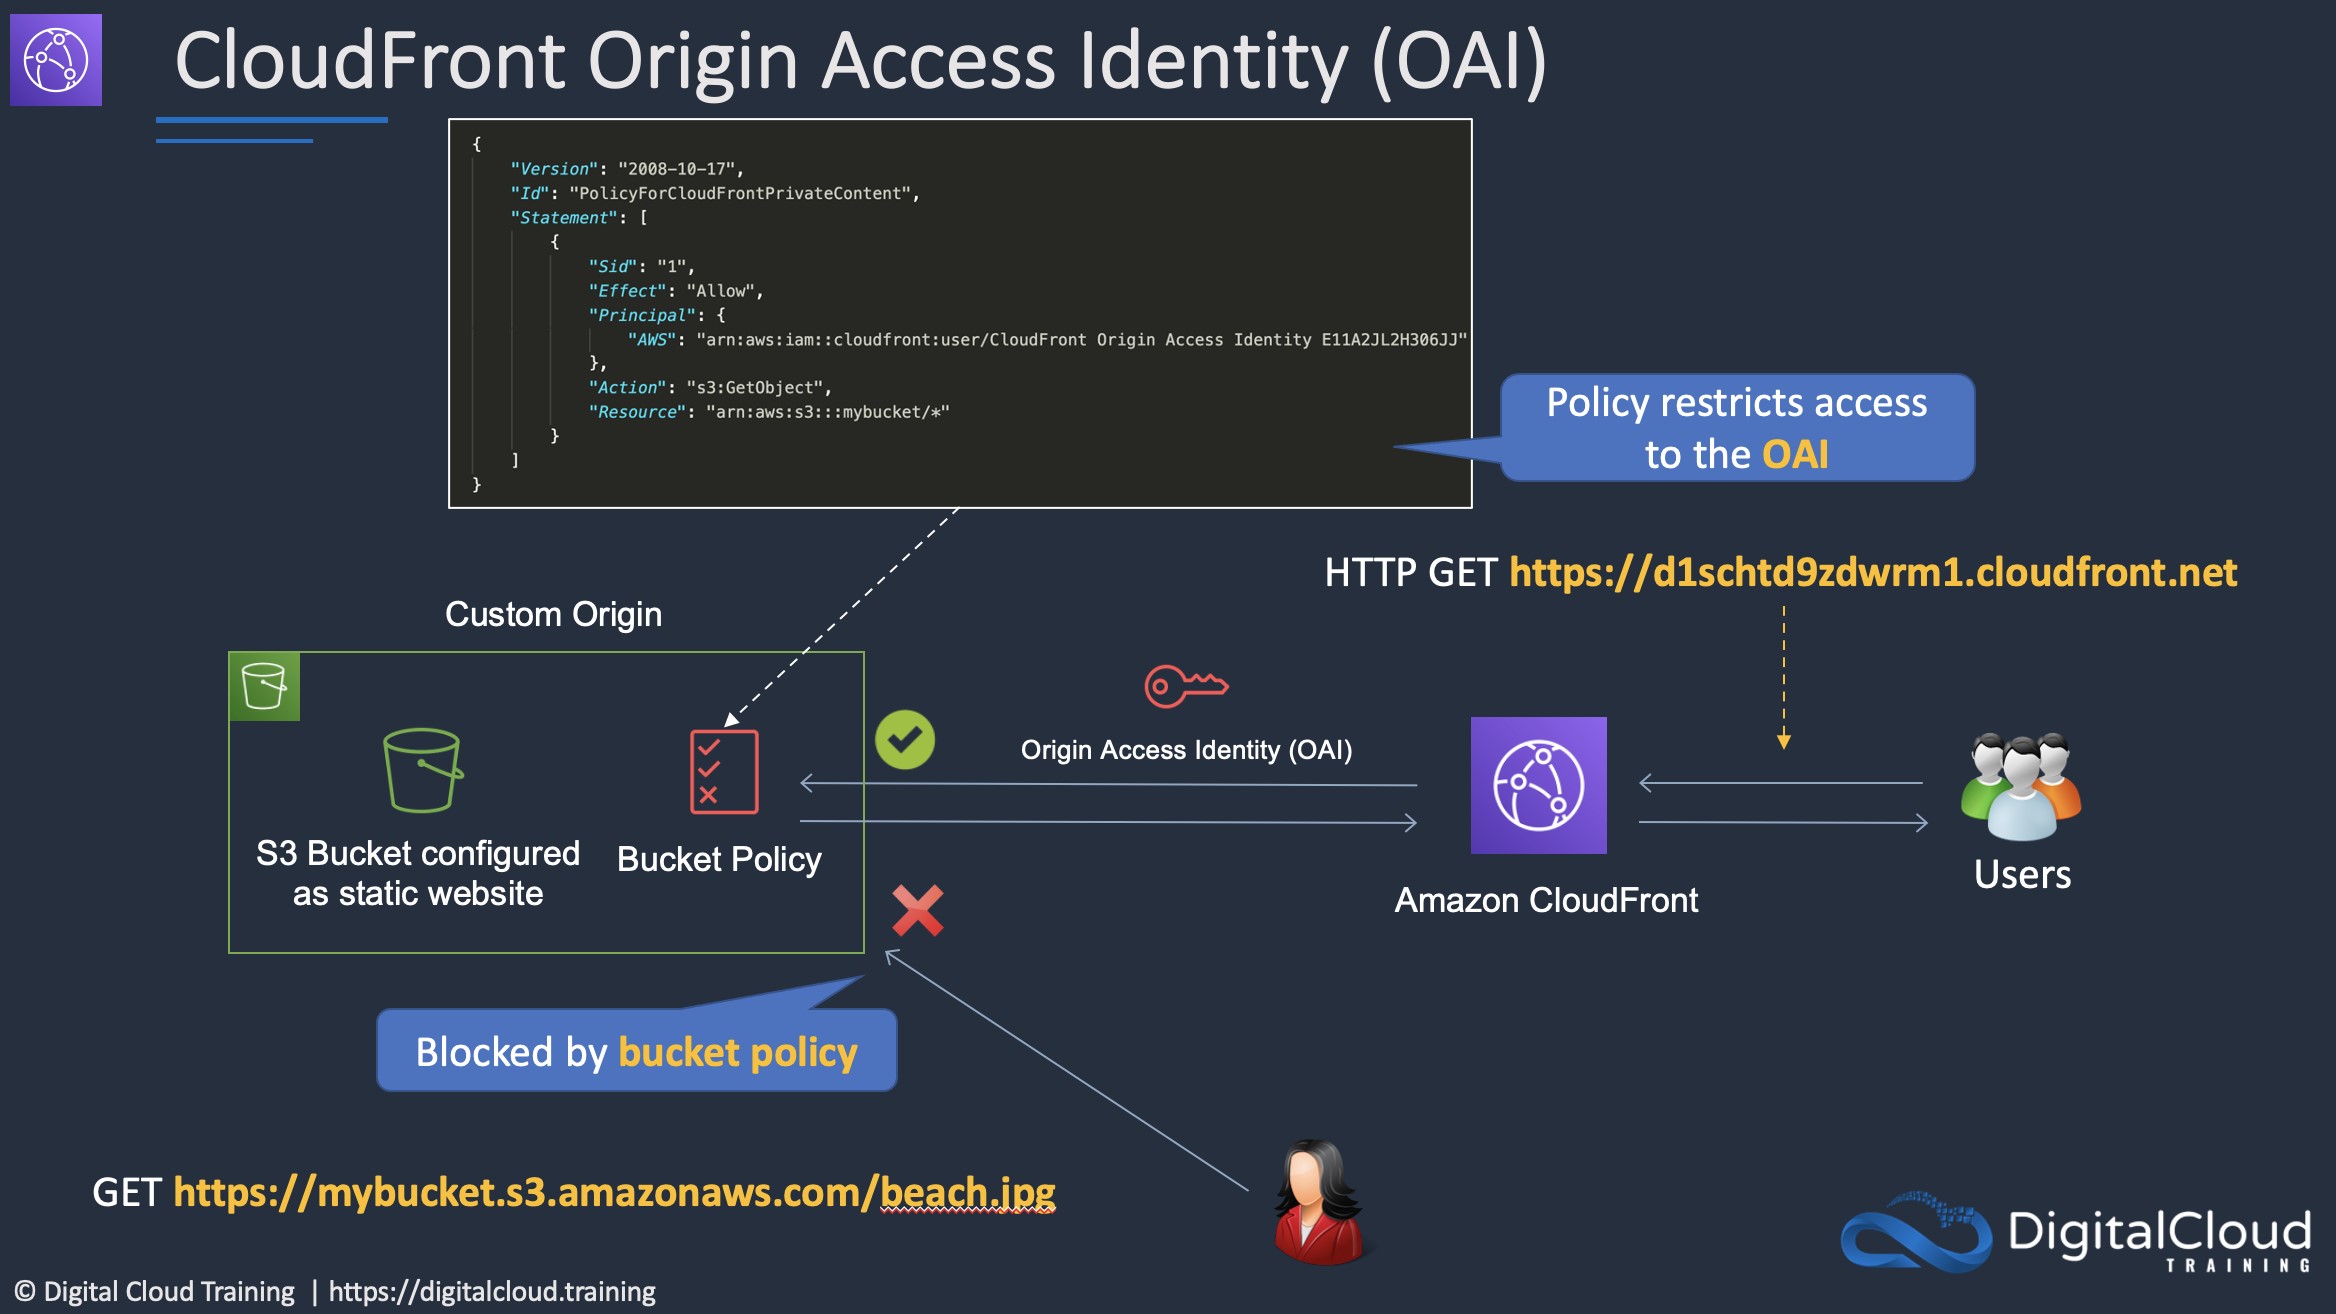 CloudFront Origin Access Identity (OAI)
{
"Version": "2008-10-17",
"Id": "PolicyForCloudFrontPrivateContent",
"Statement": [
{
"Sid": "1",
"Effect": "Allow",
"Principal": {
"AWS": "arn:aws:iam::cloudfront:user/CloudFront Origin Access Identity E11A2JL2H306JJ"
},
"Action": "s3:GetObject",
"Resource": "arn:aws:s3:::mybucket/*"
}
]
}
Policy restricts access
to the OAI
HTTP GET https://d1schtd9zdwrm1.cloudfront.net
Custom Origin
Origin Access Identity (OAI)
S3 Bucket configured
as static website
Bucket Policy
Amazon CloudFront
Users
Blocked by bucket policy
GET https://mybucket.s3.amazonaws.com/beach.jpg
DigitalCloud
TRAINING
© Digital Cloud Training | https://digitalcloud.training